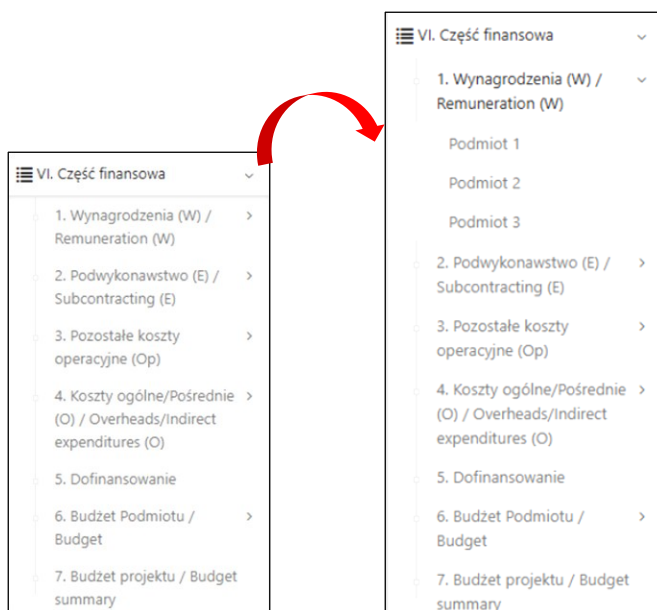 VI. Część finansowa
1. Wynagrodzenia (W) /
Remuneration (W)
2. Podwykonawstwo (E) /
Subcontracting (E)
3. Pozostałe koszty
operacyjne (Op)
4. Koszty ogólne/Pośrednie
(O) / Overheads/Indirect
expenditures (O)
5. Dofinansowanie
6. Budżet Podmiotu /
Budget
7. Budżet projektu / Budget
summary
VI. Część finansowa
1. Wynagrodzenia (W) /
Remuneration (W)
Podmiot 1
Podmiot 2
Podmiot 3
2. Podwykonawstwo (E) /
Subcontracting (E)
3. Pozostałe koszty
operacyjne (Op)
4. Koszty ogólne/Pośrednie
(O) / Overheads/Indirect
expenditures (O)
5. Dofinansowanie
6. Budżet Podmiotu /
Budget
7. Budżet projektu / Budget
summary